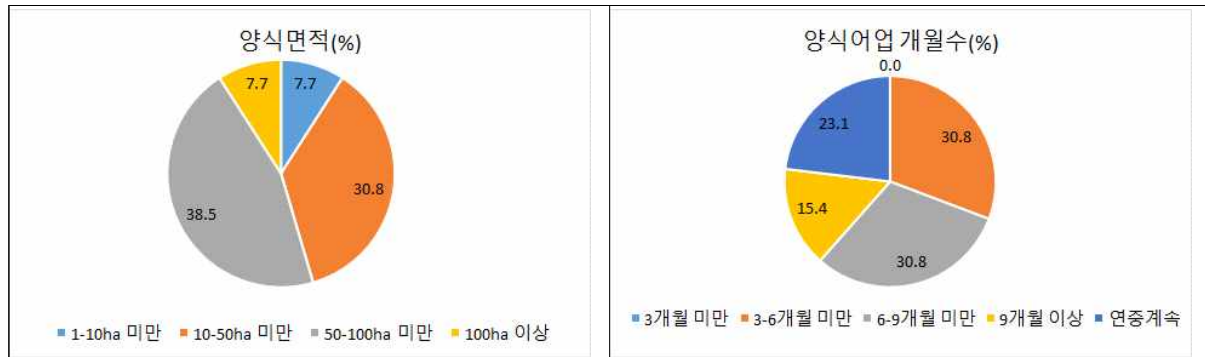 양식면적(%)
7.7
7.7
30.8
38.5
1-10ha 미만 10-50ha 미만 50-100ha 미만 100ha 이상
양식어업 개월수(%)
0.0
23.1
30.8
15.4
30.8
3개월 미만 3-6개월 미만 6-9개월 미만 9개월 이상 연중계속